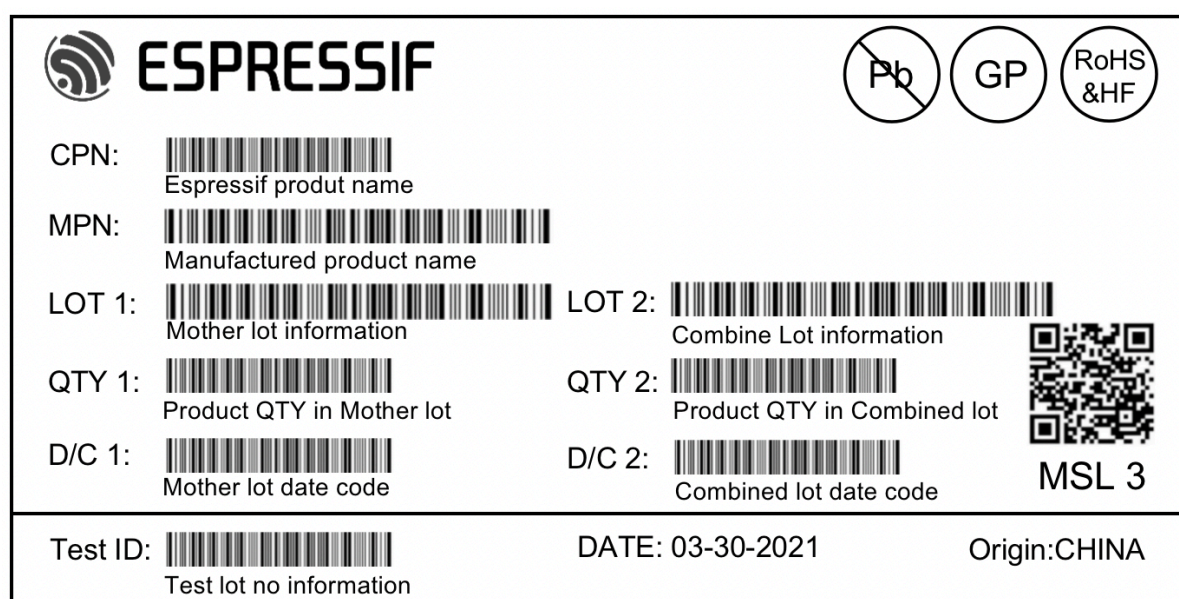 ESPRESSIF
Pb GP RoHS
&HF
CPN:
Espressif produt name
MPN:
Manufactured product name
LOT 1: LOT 2:
Mother lot information Combine Lot information
QTY 1: QTY 2:
Product QTY in Mother lot Product QTY in Combined lot
D/C 1: D/C 2: MSL 3
Mother lot date code Combined lot date code
Test ID: DATE: 03-30-2021 Origin:CHINA
Test lot no information